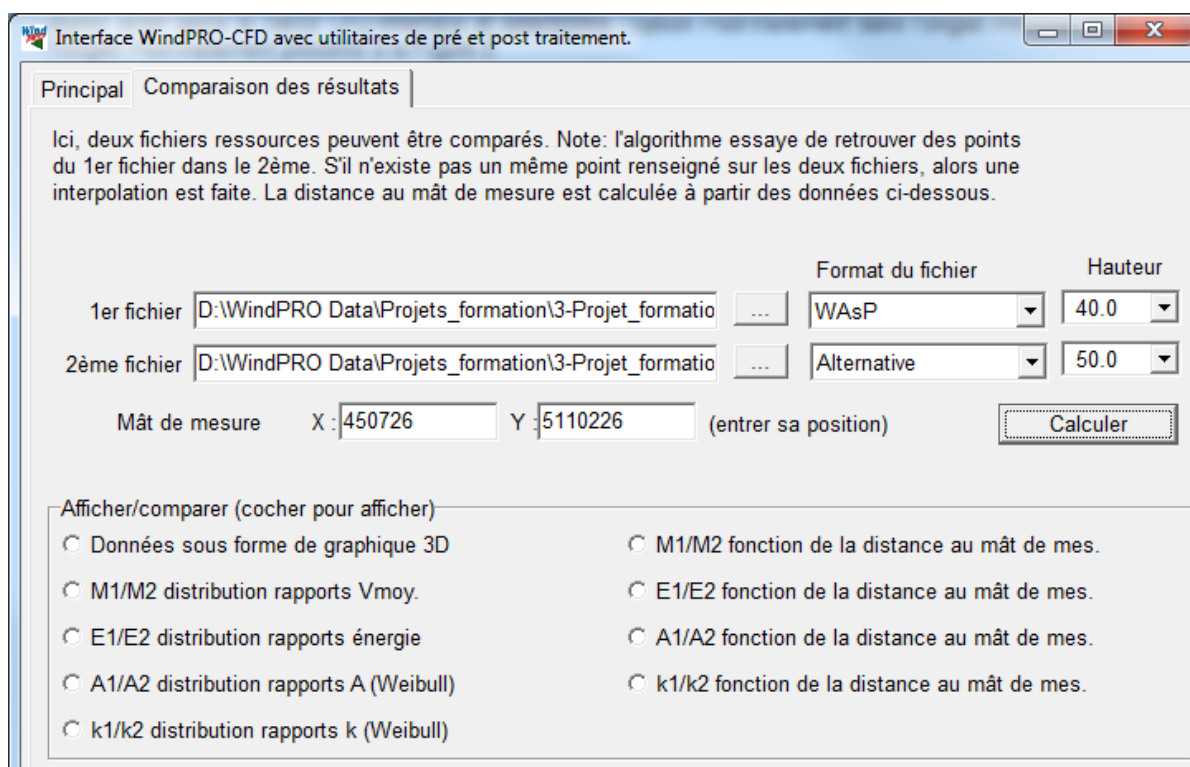 Interface WindPRO-CFD avec utilitaires de pré et post traitement.
Principal
Comparaison des résultats
Ici, deux fichiers ressources peuvent être comparés. Note: l'algorithme essaye de retrouver des points
du 1er fichier dans le 2ème. S'il n'existe pas un même point renseigné sur les deux fichiers, alors une
interpolation est faite. La distance au mât de mesure est calculée à partir des données ci-dessous.
Format du fichier
Hauteur
1er fichier D:\WindPRO Data\Projets_formation\3-Projet_formatio ... WAsP 40.0
2ème fichier D:\WindPRO Data\Projets_formation\3-Projet_formatio ... Alternative 50.0
Mât de mesure X : 450726 Y : 5110226 (entrer sa position) Calculer
Afficher/comparer (cocher pour afficher)
Données sous forme de graphique 3D
M1/M2 distribution rapports Vmoy.
E1/E2 distribution rapports énergie
A1/A2 distribution rapports A (Weibull)
k1/k2 distribution rapports k (Weibull)
M1/M2 fonction de la distance au mât de mes.
E1/E2 fonction de la distance au mât de mes.
A1/A2 fonction de la distance au mât de mes.
k1/k2 fonction de la distance au mât de mes.